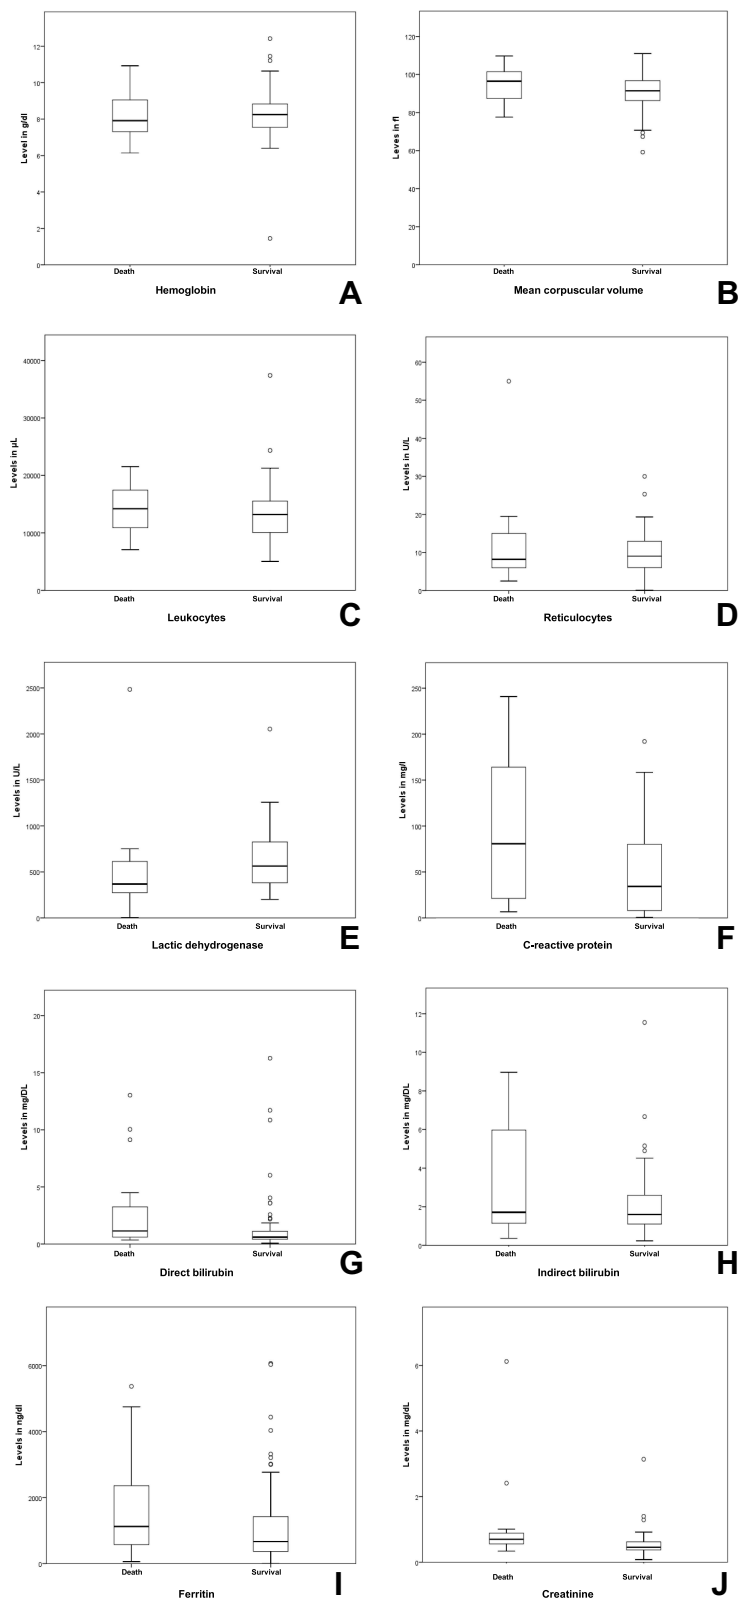 12
10
8
6
4
2
0
Level in g/dl
Death Survival
Hemoglobin
A
120
100
80
60
40
20
0
Leves in fl
Death Survival
Mean corpuscular volume
B
40000
30000
20000
10000
0
Levels in µL
Death Survival
Leukocytes
C
60
50
40
30
20
10
0
Levels in U/L
Death Survival
Reticulocytes
D
2500
2000
1500
1000
500
0
Levels in U/L
Death Survival
Lactic dehydrogenase
E
250
200
150
100
50
0
Levels in mg/l
Death Survival
C-reactive protein
F
20
15
10
5
0
Levels in mg/DL
Death Survival
Direct bilirubin
G
12
10
8
6
4
2
0
Levels in mg/DL
Death Survival
Indirect bilirubin
H
6000
4000
2000
0
Levels in ng/dl
Death Survival
Ferritin
I
6
4
2
0
Levels in mg/dL
Death Survival
Creatinine
J